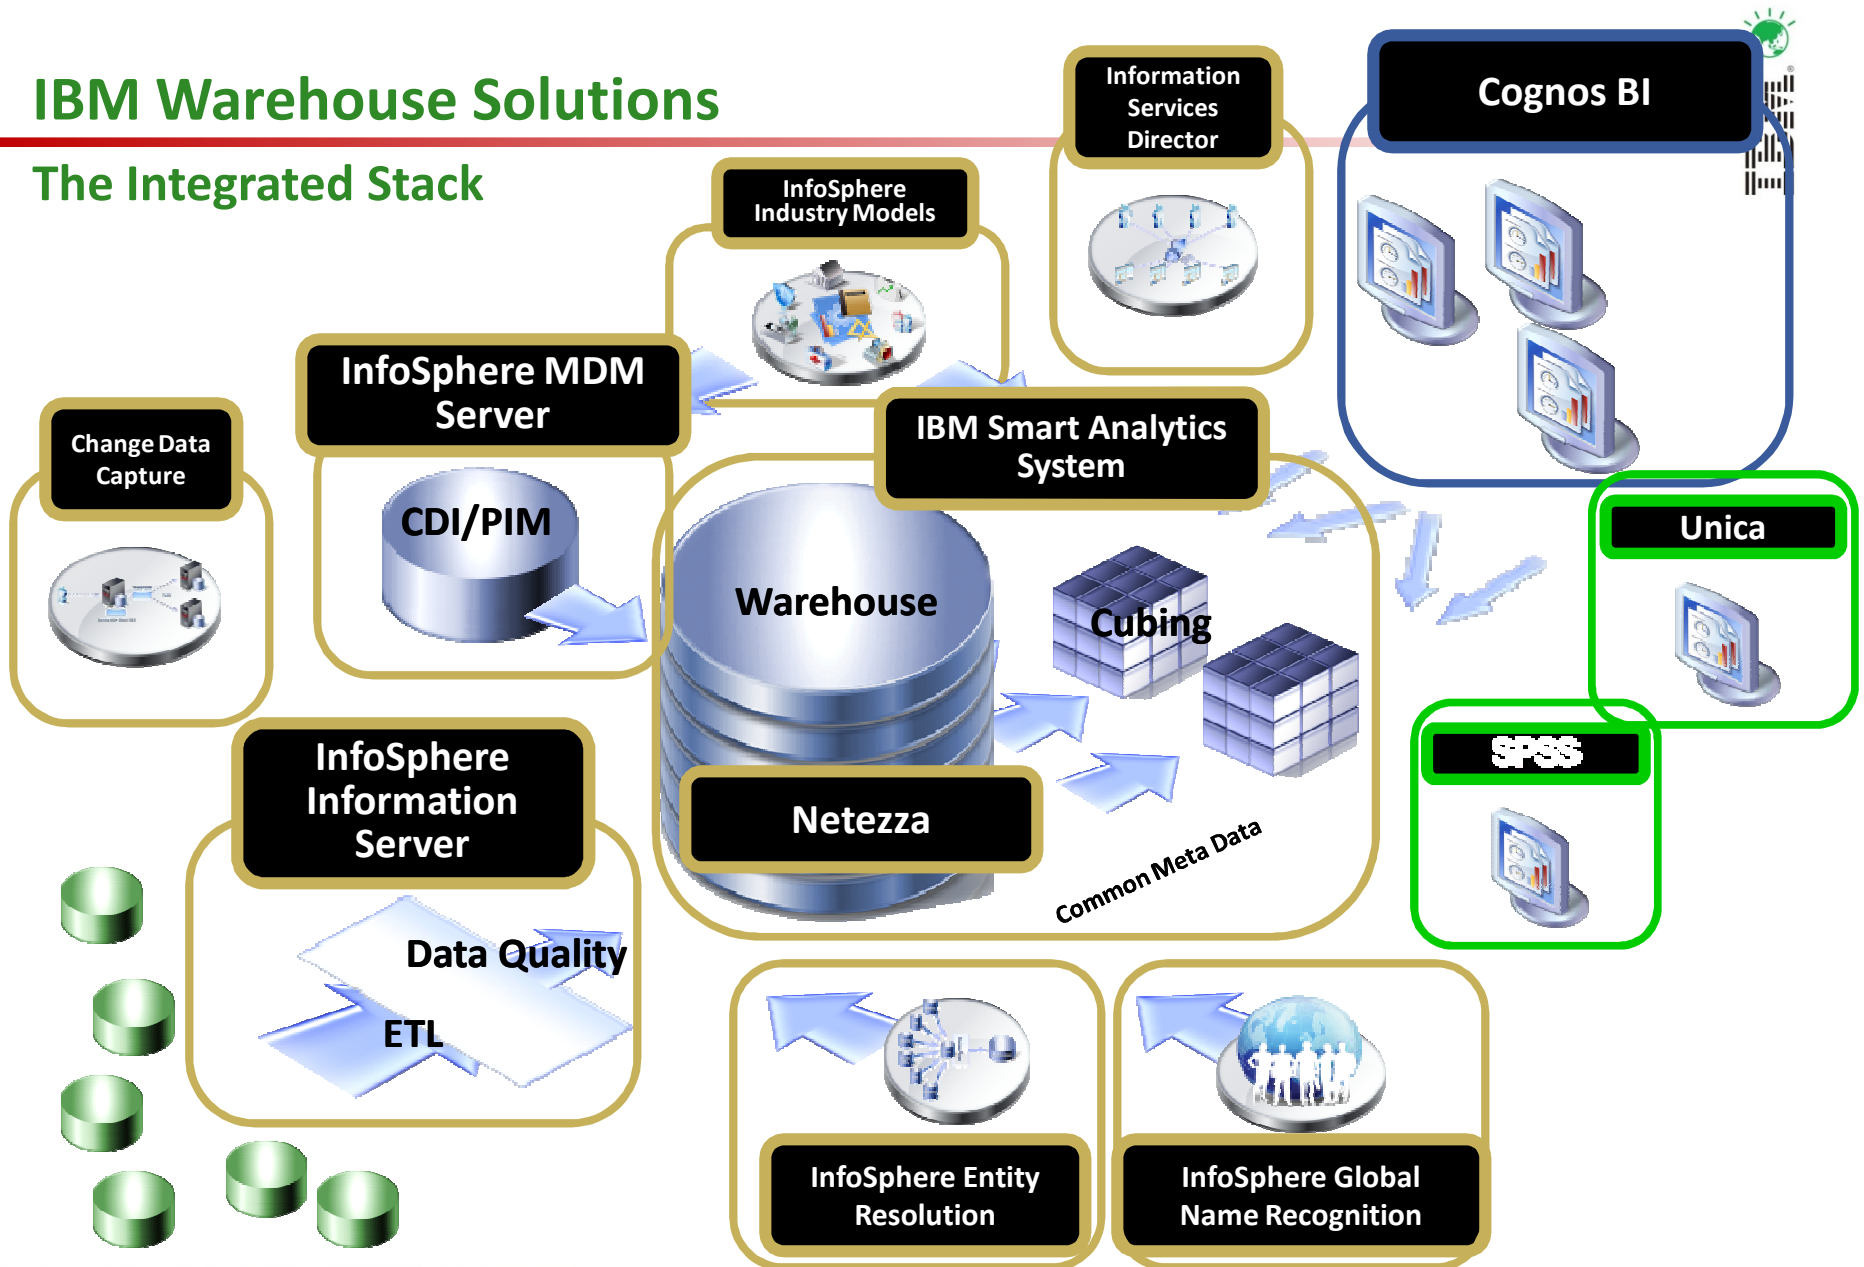 IBM Warehouse Solutions
The Integrated Stack
Information
Services
Director
Cognos BI
IBM
InfoSphere
Industry Models
InfoSphere MDM
Server
IBM Smart Analytics
System
Change Data
Capture
CDI/PIM
Unica
Warehouse
Cubing
SPSS
InfoSphere
Information
Server
Netezza
Common Meta Data
Data Quality
ETL
InfoSphere Entity
Resolution
InfoSphere Global
Name Recognition